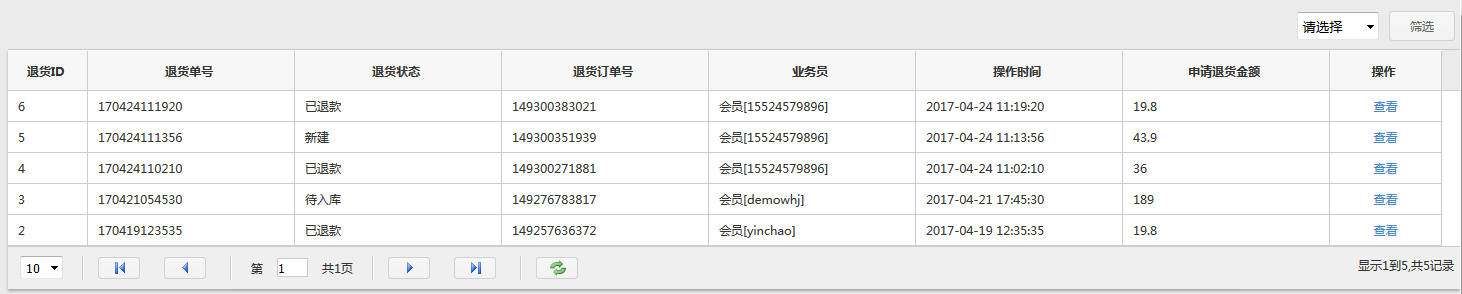 请选择 筛选
退货ID 退货单号 退货状态 退货订单号 业务员 操作时间 申请退货金额 操作
6 170424111920 已退款 149300383021 会员[15524579896] 2017-04-24 11:19:20 19.8 查看
5 170424111356 新建 149300351939 会员[15524579896] 2017-04-24 11:13:56 43.9 查看
4 170424110210 已退款 149300271881 会员[15524579896] 2017-04-24 11:02:10 36 查看
3 170421054530 待入库 149276783817 会员[demowhj] 2017-04-21 17:45:30 189 查看
2 170419123535 已退款 149257636372 会员[yinchao] 2017-04-19 12:35:35 19.8 查看
10 第 1 共1页 显示1到5,共5记录